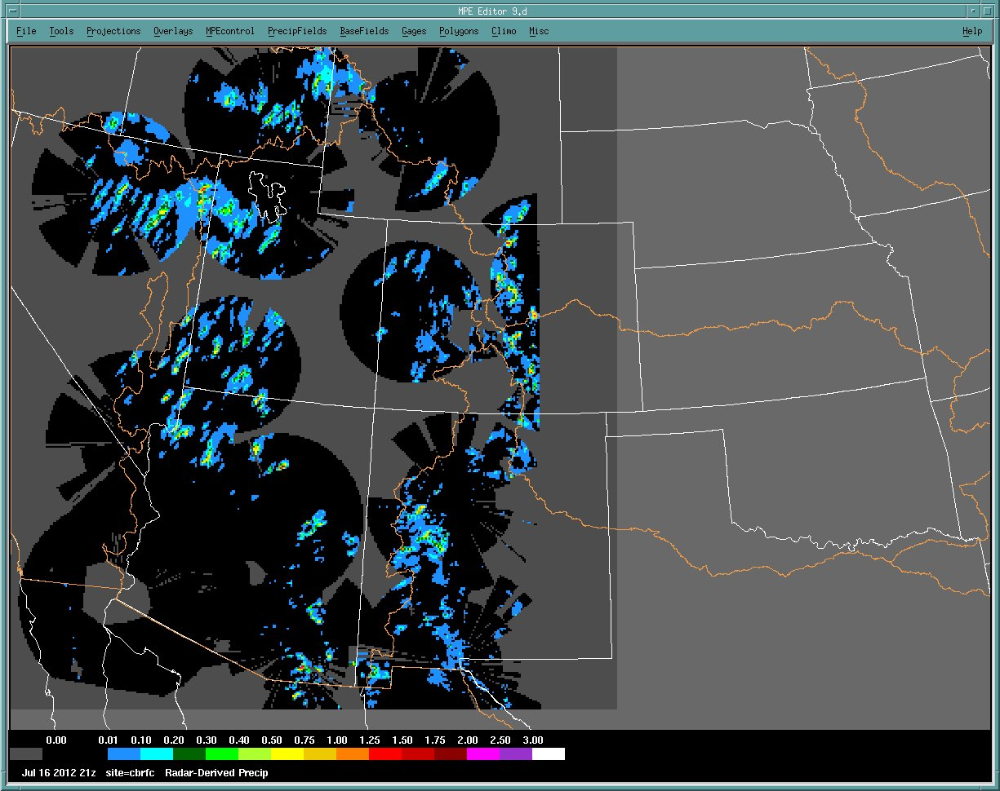 MPE Editor 9.d
File Tools Projections Overlays MPEcontrol PrecipFields BaseFields Gages Polygons Climo Misc Help
0.00 0.01 0.10 0.20 0.30 0.40 0.50 0.75 1.00 1.25 1.50 1.75 2.00 2.50 3.00
Jul 16 2012 21z site=cbrfc Radar-Derived Precip